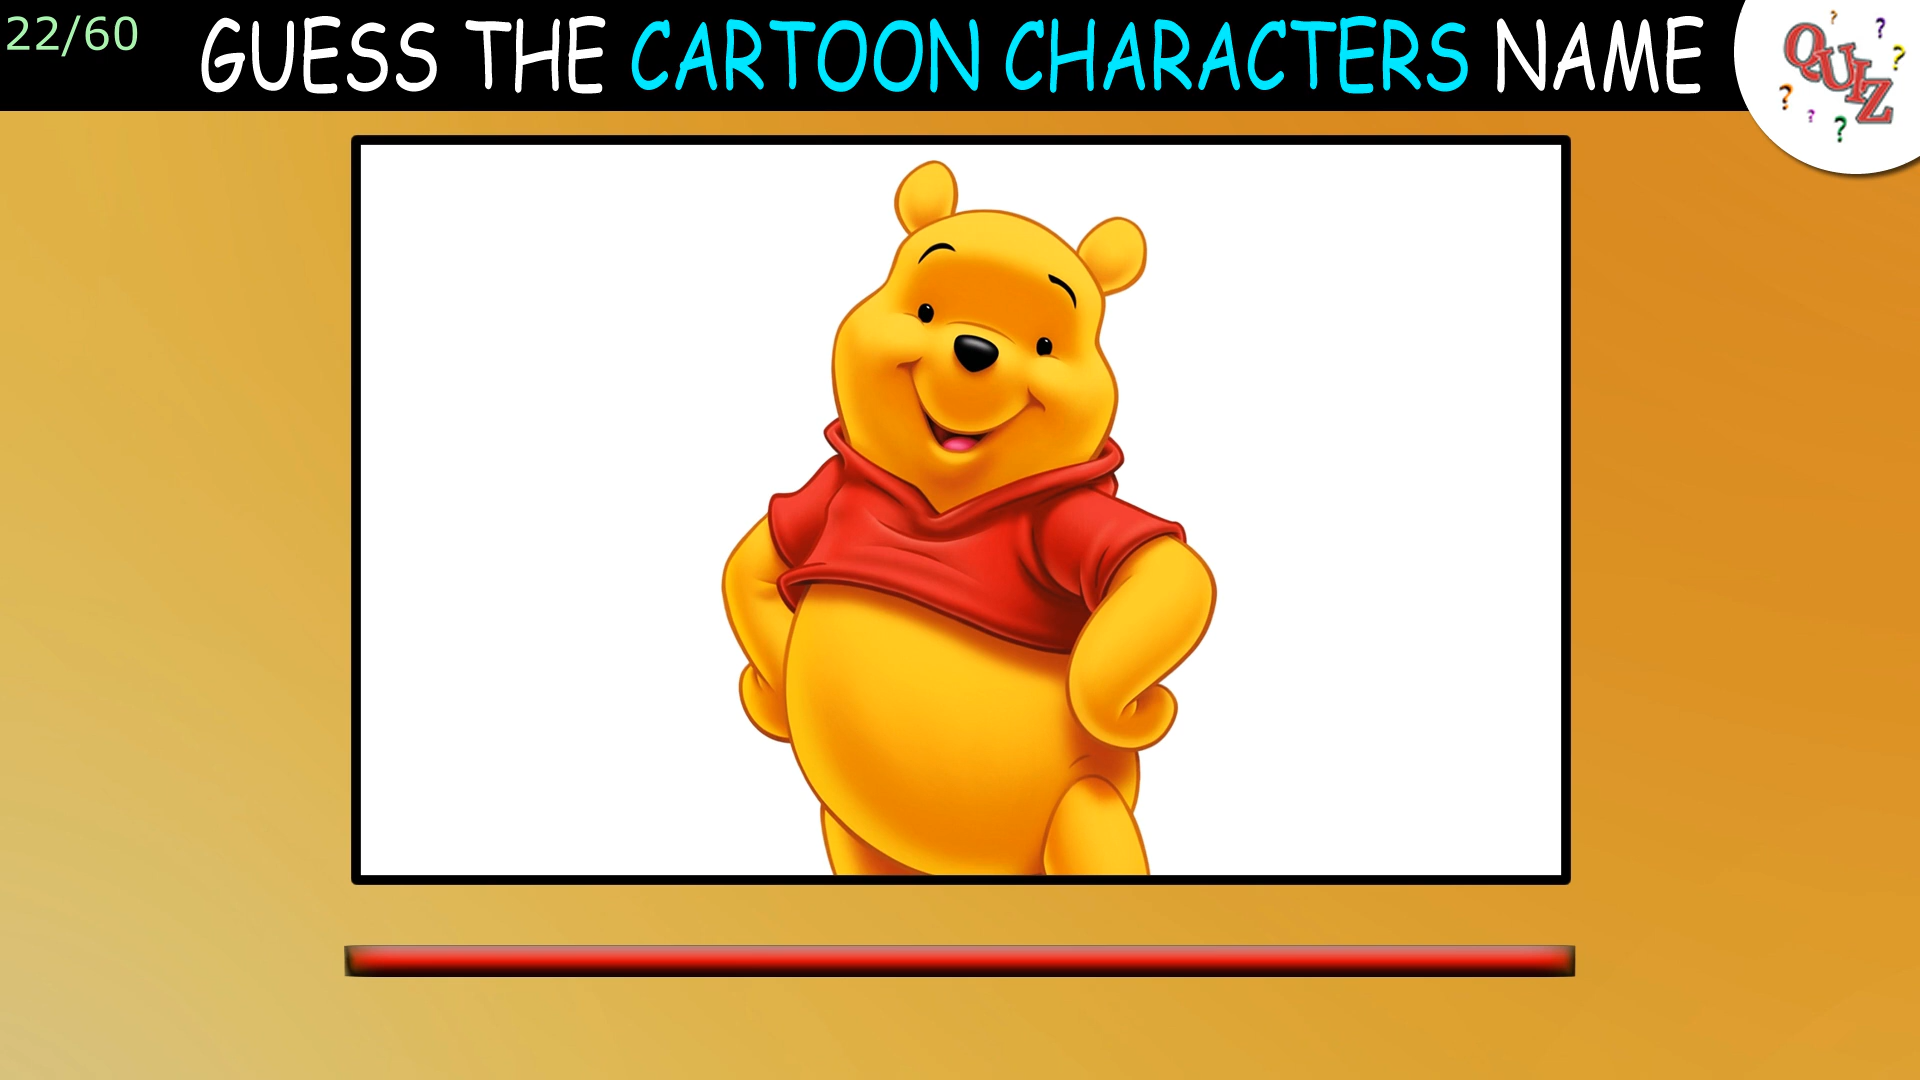 22/60
GUESS THE CARTOON CHARACTERS NAME
QUIZ
? ? ? ? ? ?